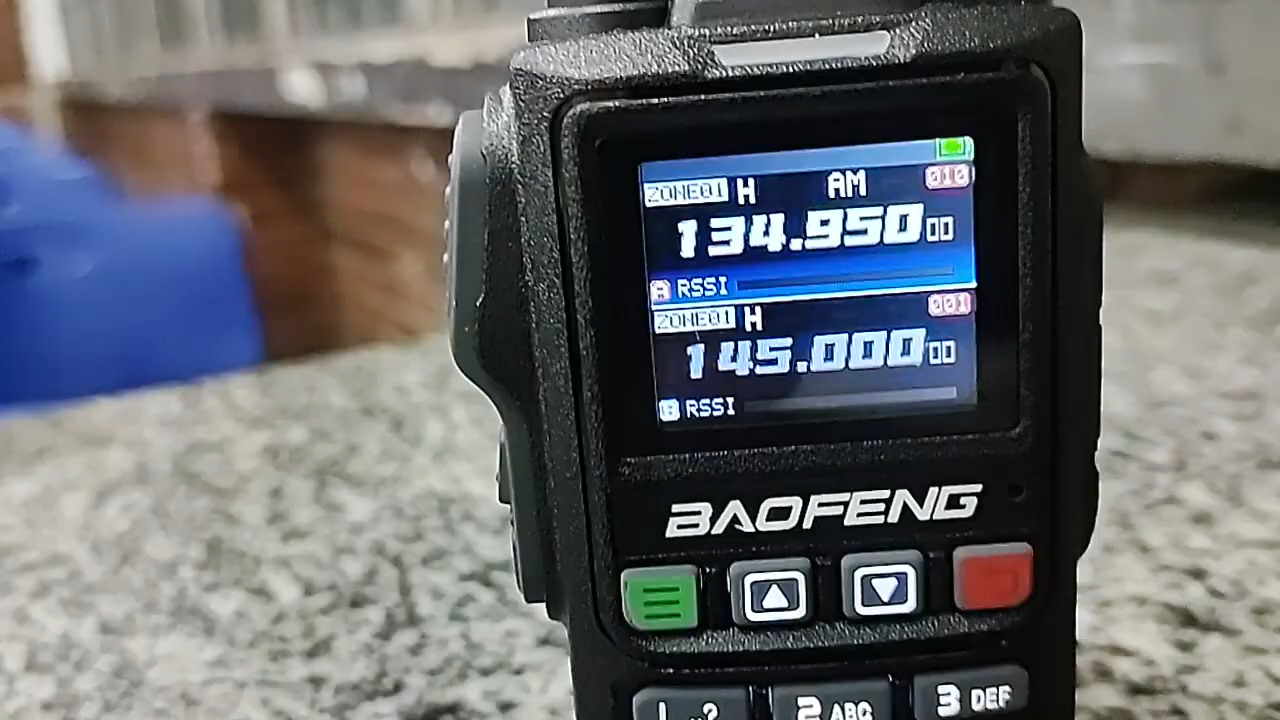 ZONE01 H AM 010
134.95000
A RSSI
ZONE01 H 001
145.00000
B RSSI
BAOFENG
2 ABC 3 DEF